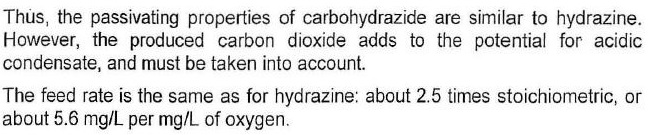 Thus, the passivating properties of carbohydrazide are similar to hydrazine.
However, the produced carbon dioxide adds to the potential for acidic
condensate, and must be taken into account.
The feed rate is the same as for hydrazine: about 2.5 times stoichiometric, or
about 5.6 mg/L per mg/L of oxygen.